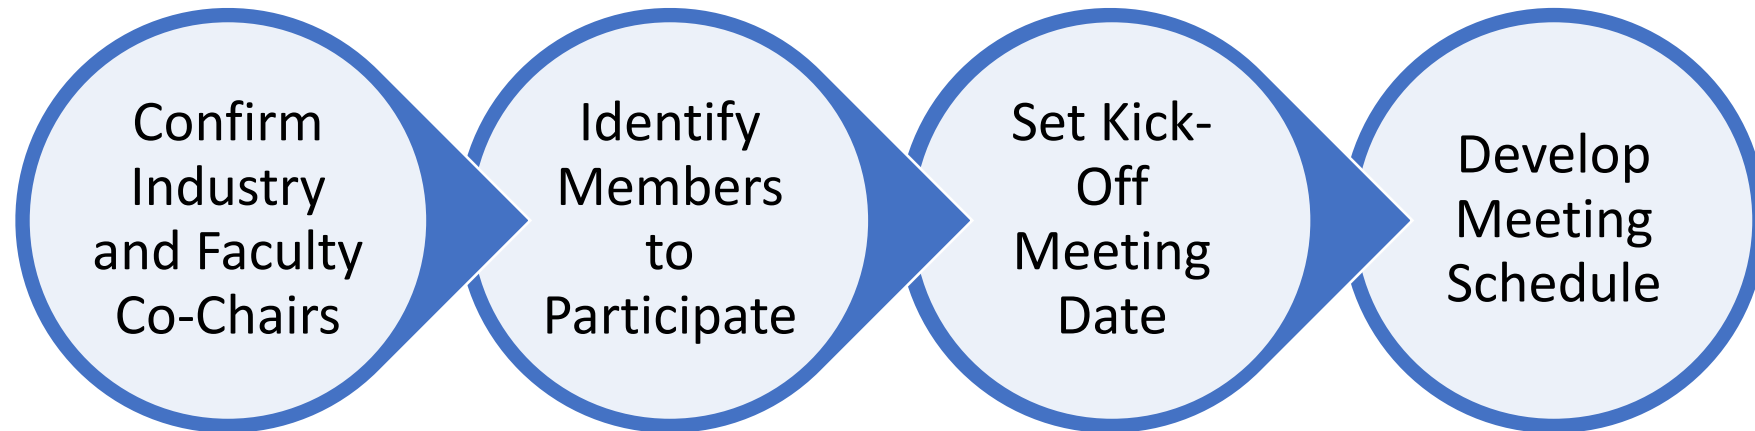 Confirm
Industry
and Faculty
Co-Chairs
Identify
Members
to
Participate
Set Kick-
Off
Meeting
Date
Develop
Meeting
Schedule